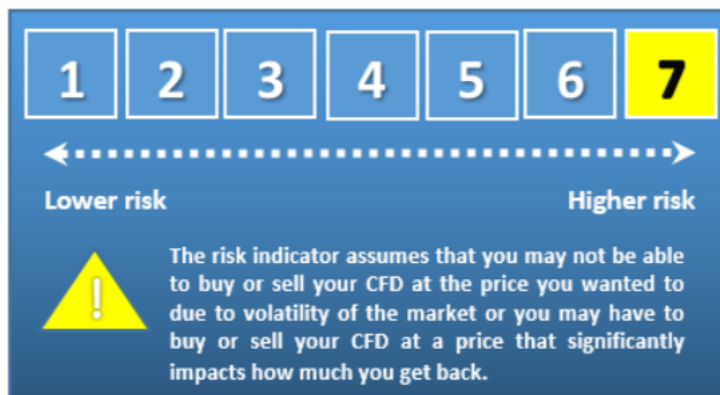 1 2 3 4 5 6 7
Lower risk Higher risk
!
The risk indicator assumes that you may not be able
to buy or sell your CFD at the price you wanted to
due to volatility of the market or you may have to
buy or sell your CFD at a price that significantly
impacts how much you get back.